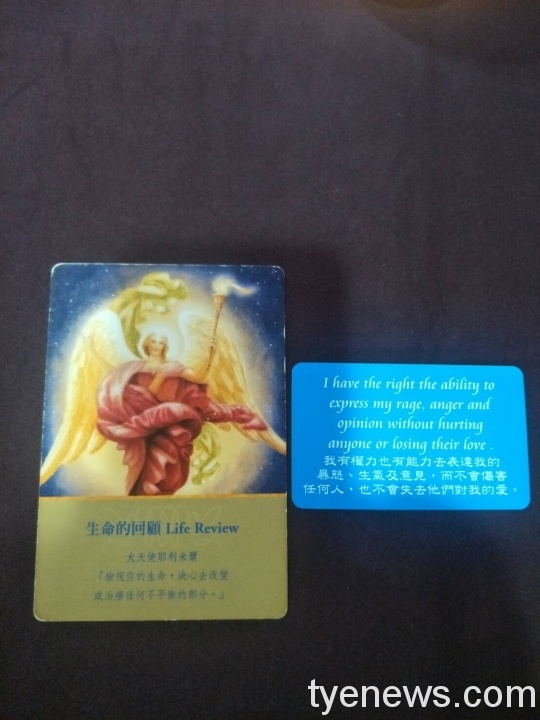 生命的回顧 Life Review
大天使耶利米爾
「檢視你的生命，決心去改變
或治療任何不平衡的部分。」
I have the right the ability to
express my rage, anger and
opinion without hurting
anyone or losing their love .
我有權力也有能力去表達我的
暴怒、生氣及意見，而不會傷害
任何人，也不會失去他們對我的愛。
tyenews.com